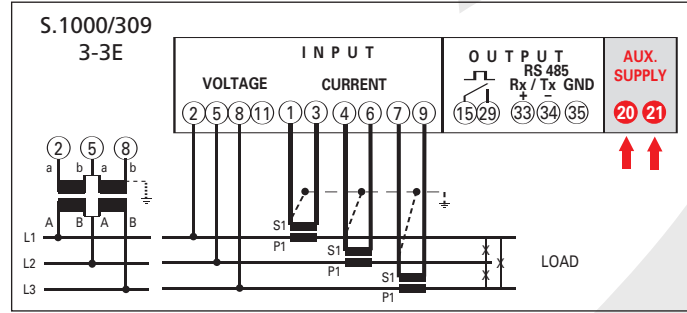 S.1000/309
3-3E
INPUT
VOLTAGE CURRENT
2 5 8 11 1 3 4 6 7 9
OUTPUT
RS 485
Rx / Tx GND
+ −
15 29 33 34 35
AUX.
SUPPLY
20 21
2 5 8
a b a b
A B A B
L1
L2
L3
S1
P1
S1
P1
S1
P1
LOAD